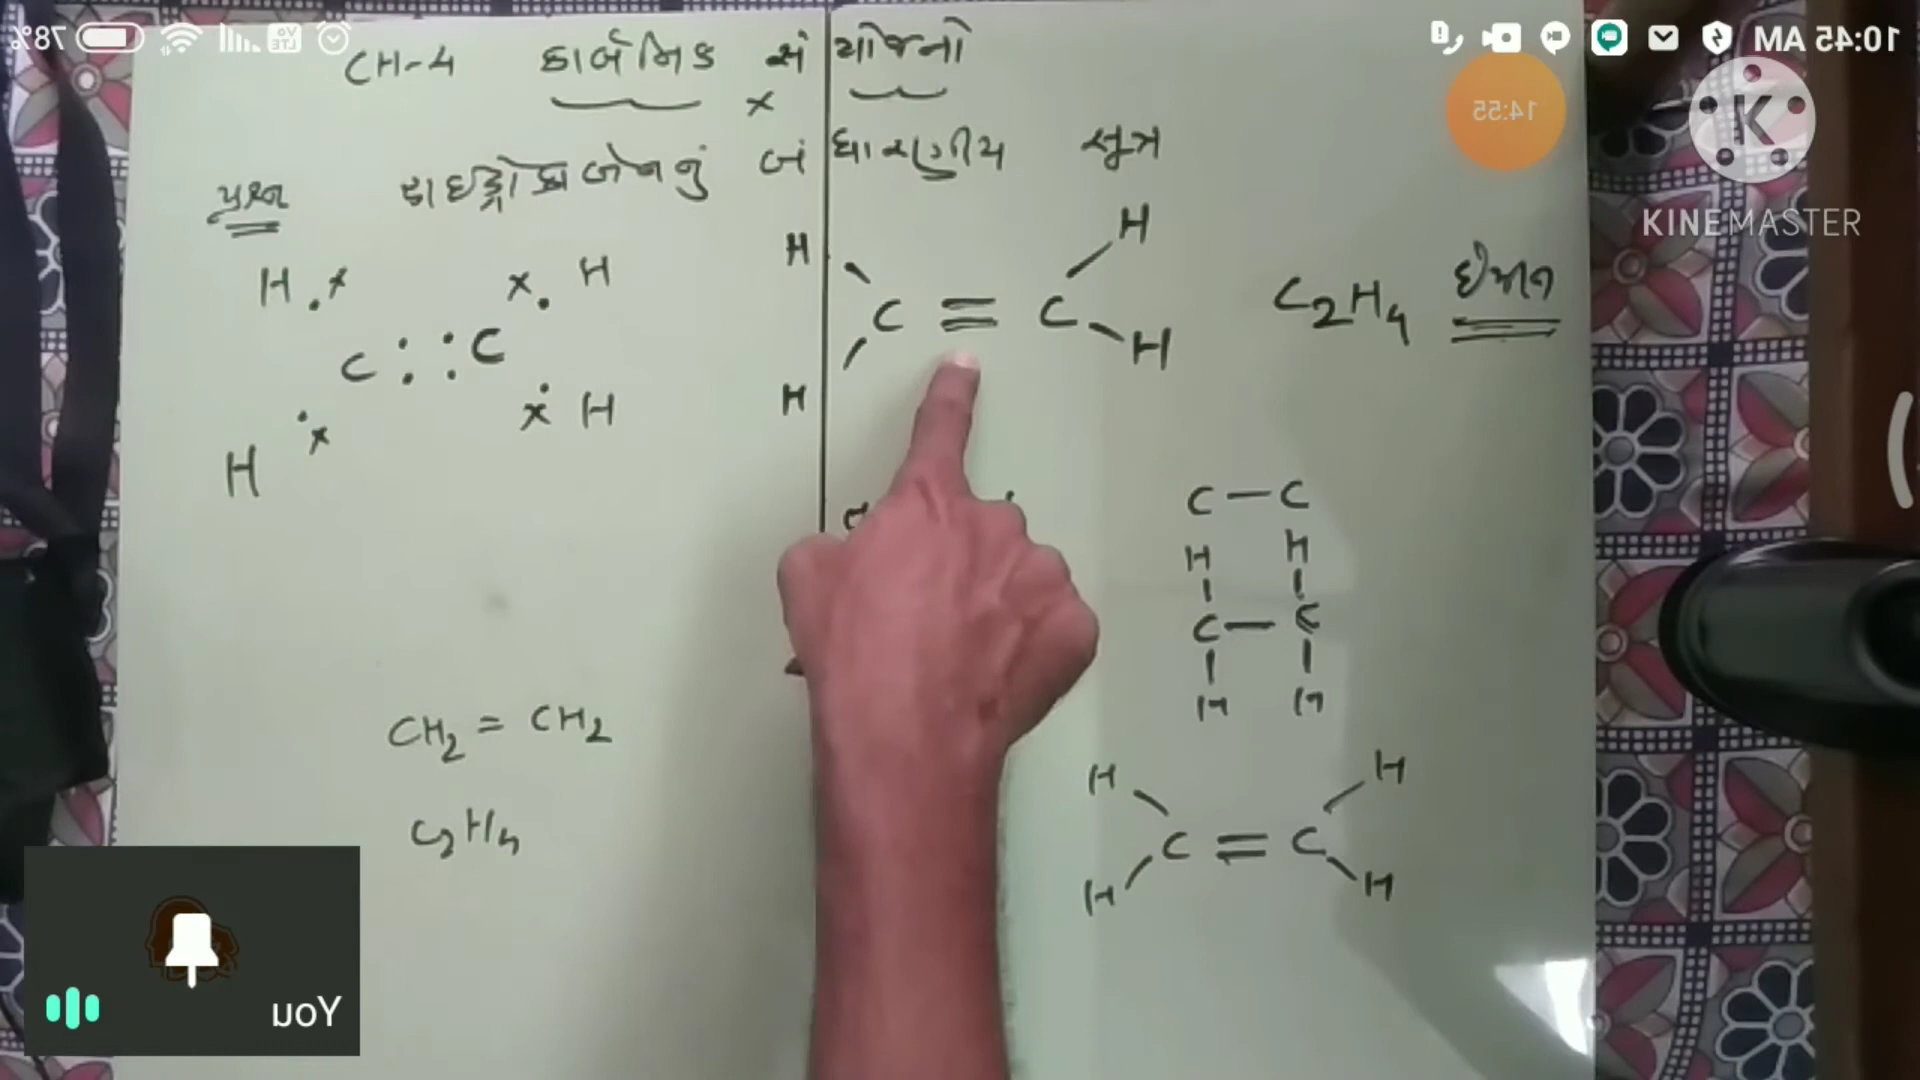 78%
10:45 AM
14:55
K
KINEMASTER
CH-4 કાર્બનિક સંયોજનો
x
પ્રશ્ન હાઇડ્રોકાર્બનનું બંધારણીય સૂત્ર
H . x x . H
C : : C
H . x x . H
H H
C = C
H H
C2H4 ઈથીન
C - C
H H
C - C
H H
H H
C = C
H H
CH2 = CH2
C2H4
You